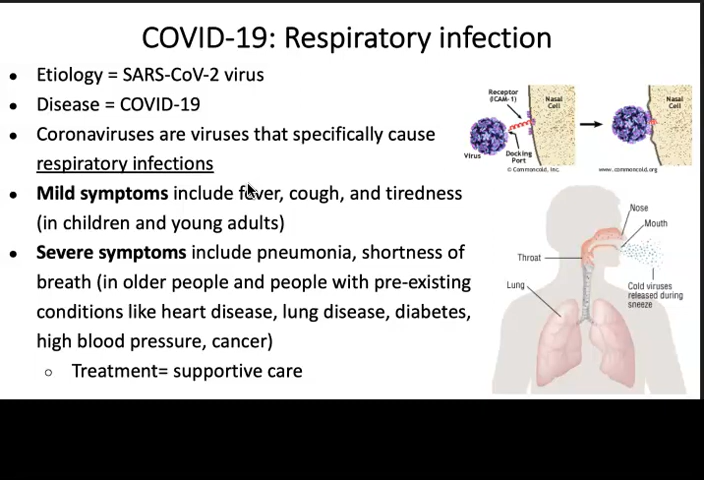 COVID-19: Respiratory infection
• Etiology = SARS-CoV-2 virus
• Disease = COVID-19
• Coronaviruses are viruses that specifically cause
respiratory infections
• Mild symptoms include fever, cough, and tiredness
(in children and young adults)
• Severe symptoms include pneumonia, shortness of
breath (in older people and people with pre-existing
conditions like heart disease, lung disease, diabetes,
high blood pressure, cancer)
○ Treatment= supportive care
Receptor
(ICAM-1)
Nasal
Cell
Virus
Docking
Port
© Commoncold, Inc.
Nasal
Cell
www.commoncold.org
Nose
Mouth
Throat
Lung
Cold viruses
released during
sneeze